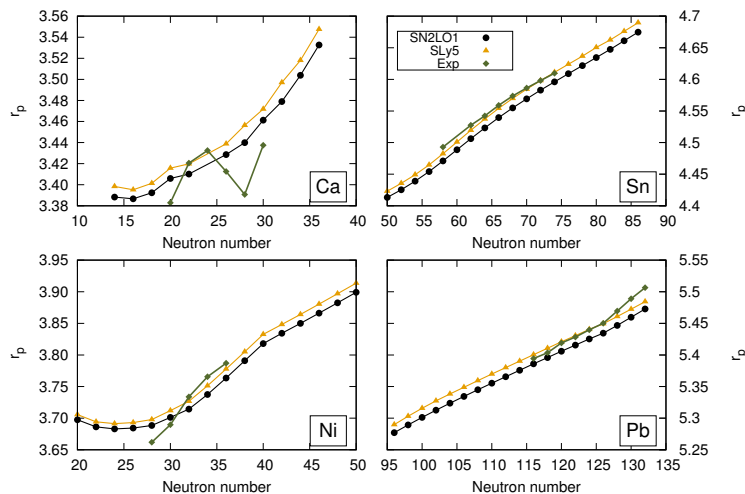 3.56
3.54
3.52
3.50
3.48
3.46
3.44
3.42
3.40
3.38
r_p
0 5 10 15 20 25 30 35 40
Neutron number
Ca
SN2LO1
SLy5
Exp
4.7
4.65
4.6
4.55
4.5
4.45
4.4
r_p
50 55 60 65 70 75 80 85 90
Neutron number
Sn
3.95
3.90
3.85
3.80
3.75
3.70
3.65
r_p
20 25 30 35 40 45 50
Neutron number
Ni
5.55
5.5
5.45
5.4
5.35
5.3
5.25
r_p
95 100 105 110 115 120 125 130 135
Neutron number
Pb